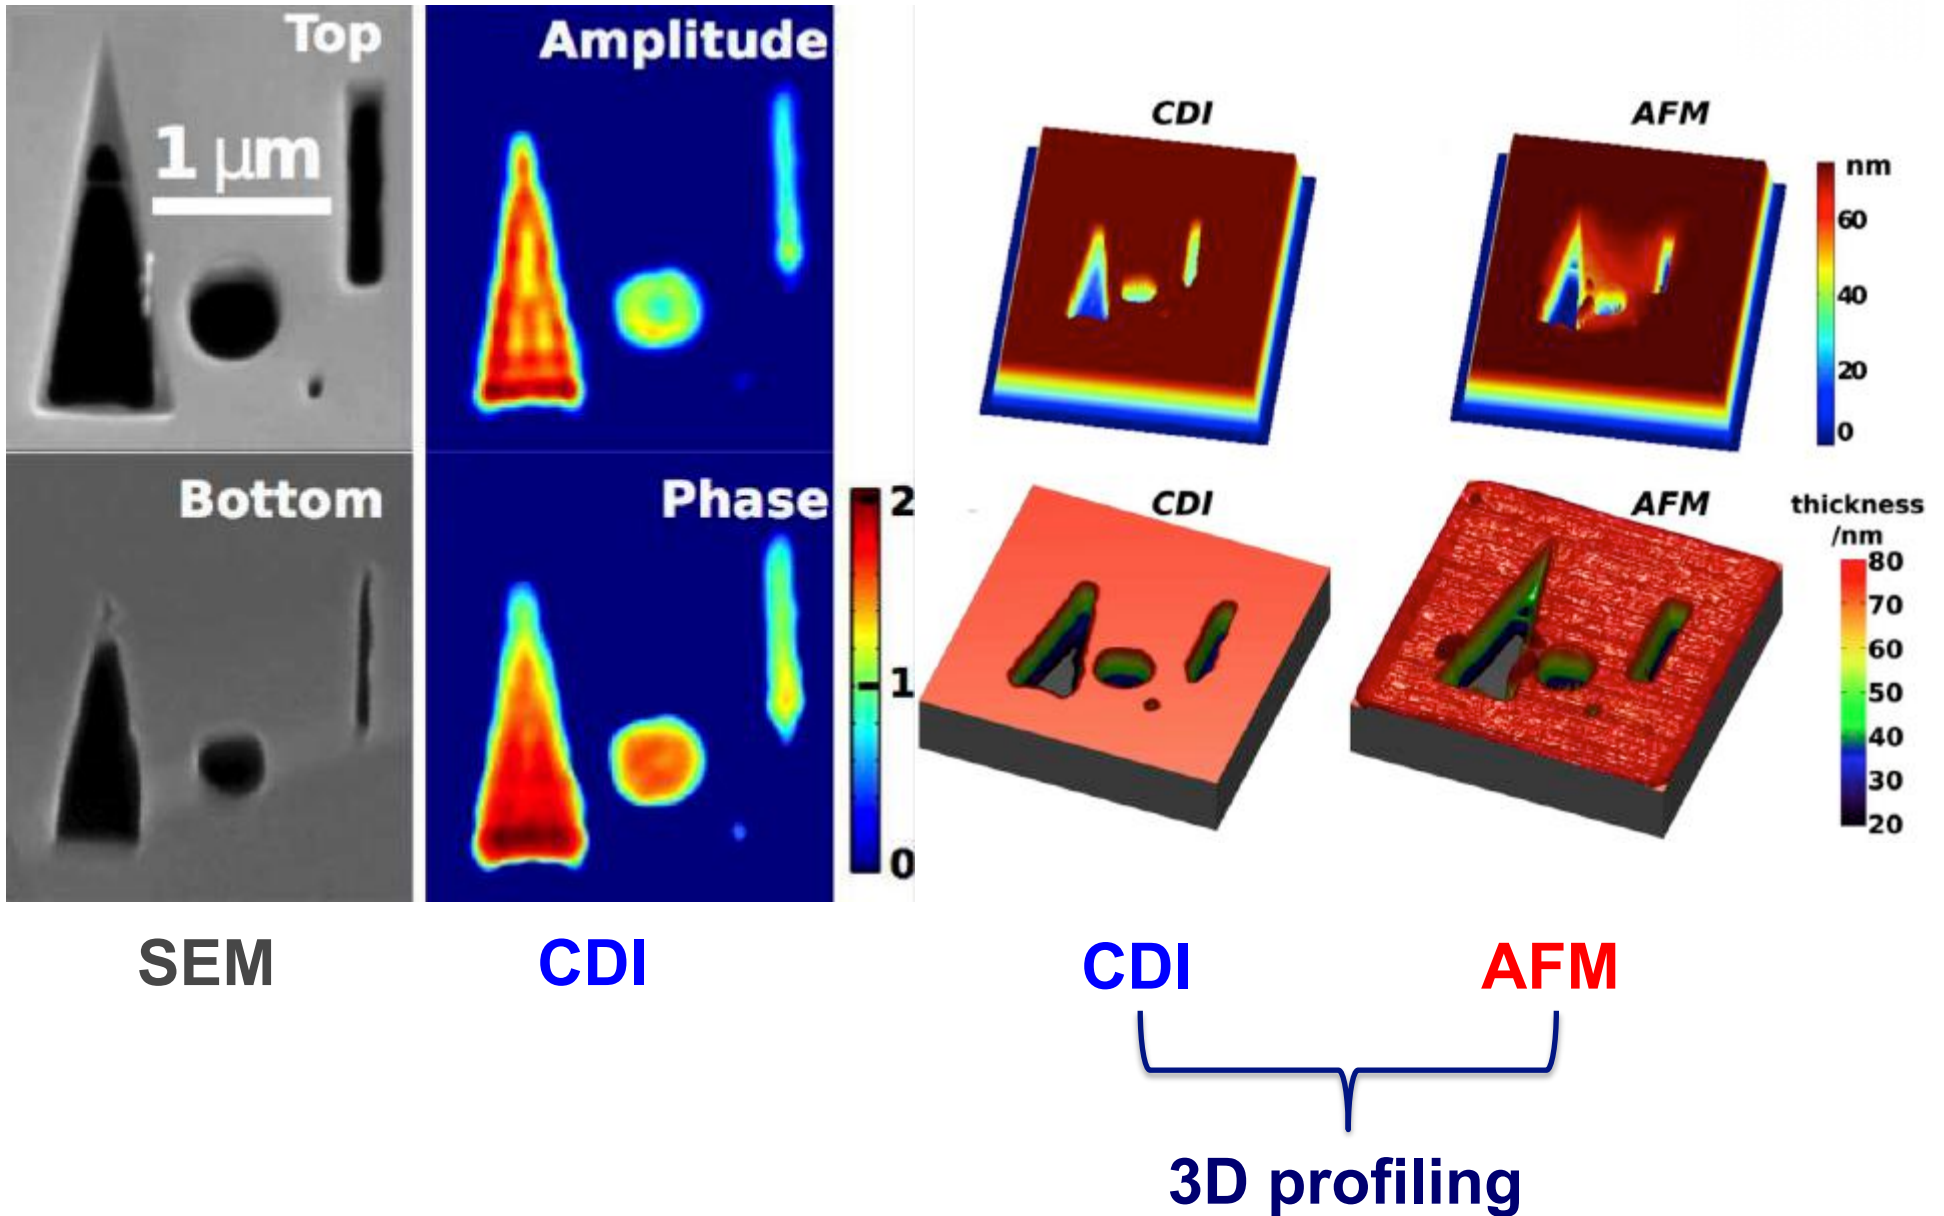 Top
1 μm
Bottom
Amplitude
Phase
2
1
0
CDI
AFM
nm
60
40
20
0
CDI
AFM
thickness
/nm
80
70
60
50
40
30
20
SEM
CDI
CDI
AFM
3D profiling